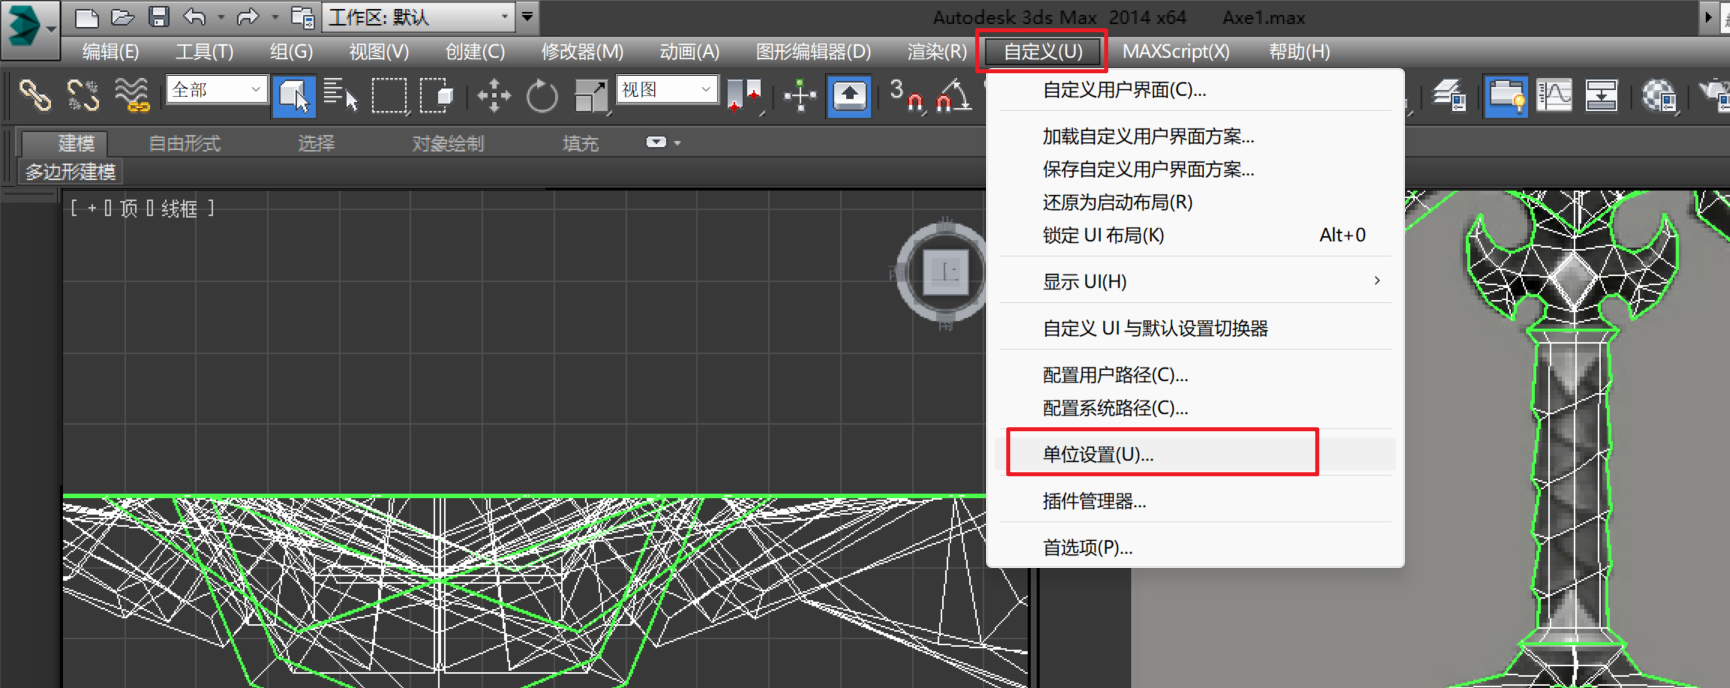 工作区: 默认
Autodesk 3ds Max 2014 x64 Axe1.max
编辑(E) 工具(T) 组(G) 视图(V) 创建(C) 修改器(M) 动画(A) 图形编辑器(D) 渲染(R) 自定义(U) MAXScript(X) 帮助(H)
全部
视图
3
建模 自由形式 选择 对象绘制 填充
多边形建模
[ + 顶 线框 ]
自定义用户界面(C)...
加载自定义用户界面方案...
保存自定义用户界面方案...
还原为启动布局(R)
锁定 UI 布局(K) Alt+0
显示 UI(H)
自定义 UI 与默认设置切换器
配置用户路径(C)...
配置系统路径(C)...
单位设置(U)...
插件管理器...
首选项(P)...